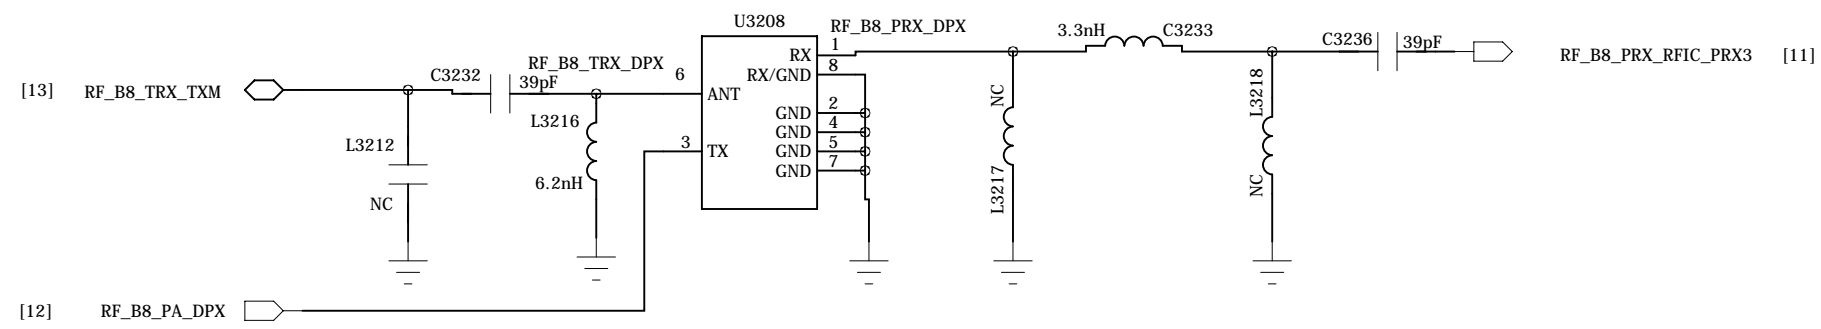 U3208
RF_B8_PRX_DPX
RX 1
RX/GND 8
GND 2
GND 4
GND 5
GND 7
6 ANT
3 TX
[13] RF_B8_TRX_TXM
C3232
39pF
RF_B8_TRX_DPX
L3212
NC
L3216
6.2nH
[12] RF_B8_PA_DPX
3.3nH
C3233
NC
L3217
L3218
NC
C3236
39pF
RF_B8_PRX_RFIC_PRX3 [11]